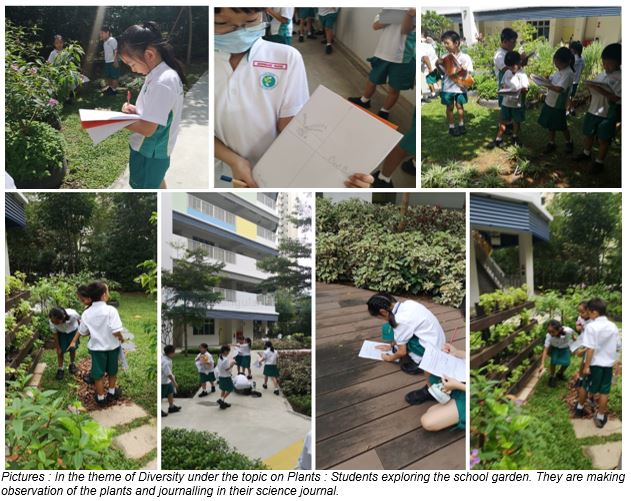 Pictures : In the theme of Diversity under the topic on Plants : Students exploring the school garden. They are making
observation of the plants and journalling in their science journal.